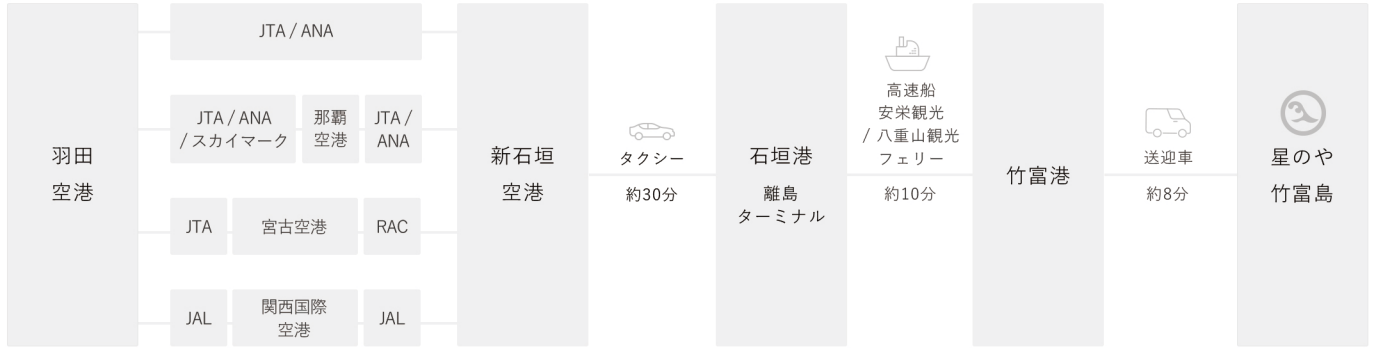 羽田
空港
JTA / ANA
JTA / ANA
/ スカイマーク
那覇
空港
JTA /
ANA
JTA
宮古空港
RAC
JAL
関西国際
空港
JAL
新石垣
空港
タクシー
約30分
石垣港
離島
ターミナル
高速船
安栄観光
/ 八重山観光
フェリー
約10分
竹富港
送迎車
約8分
星のや
竹富島